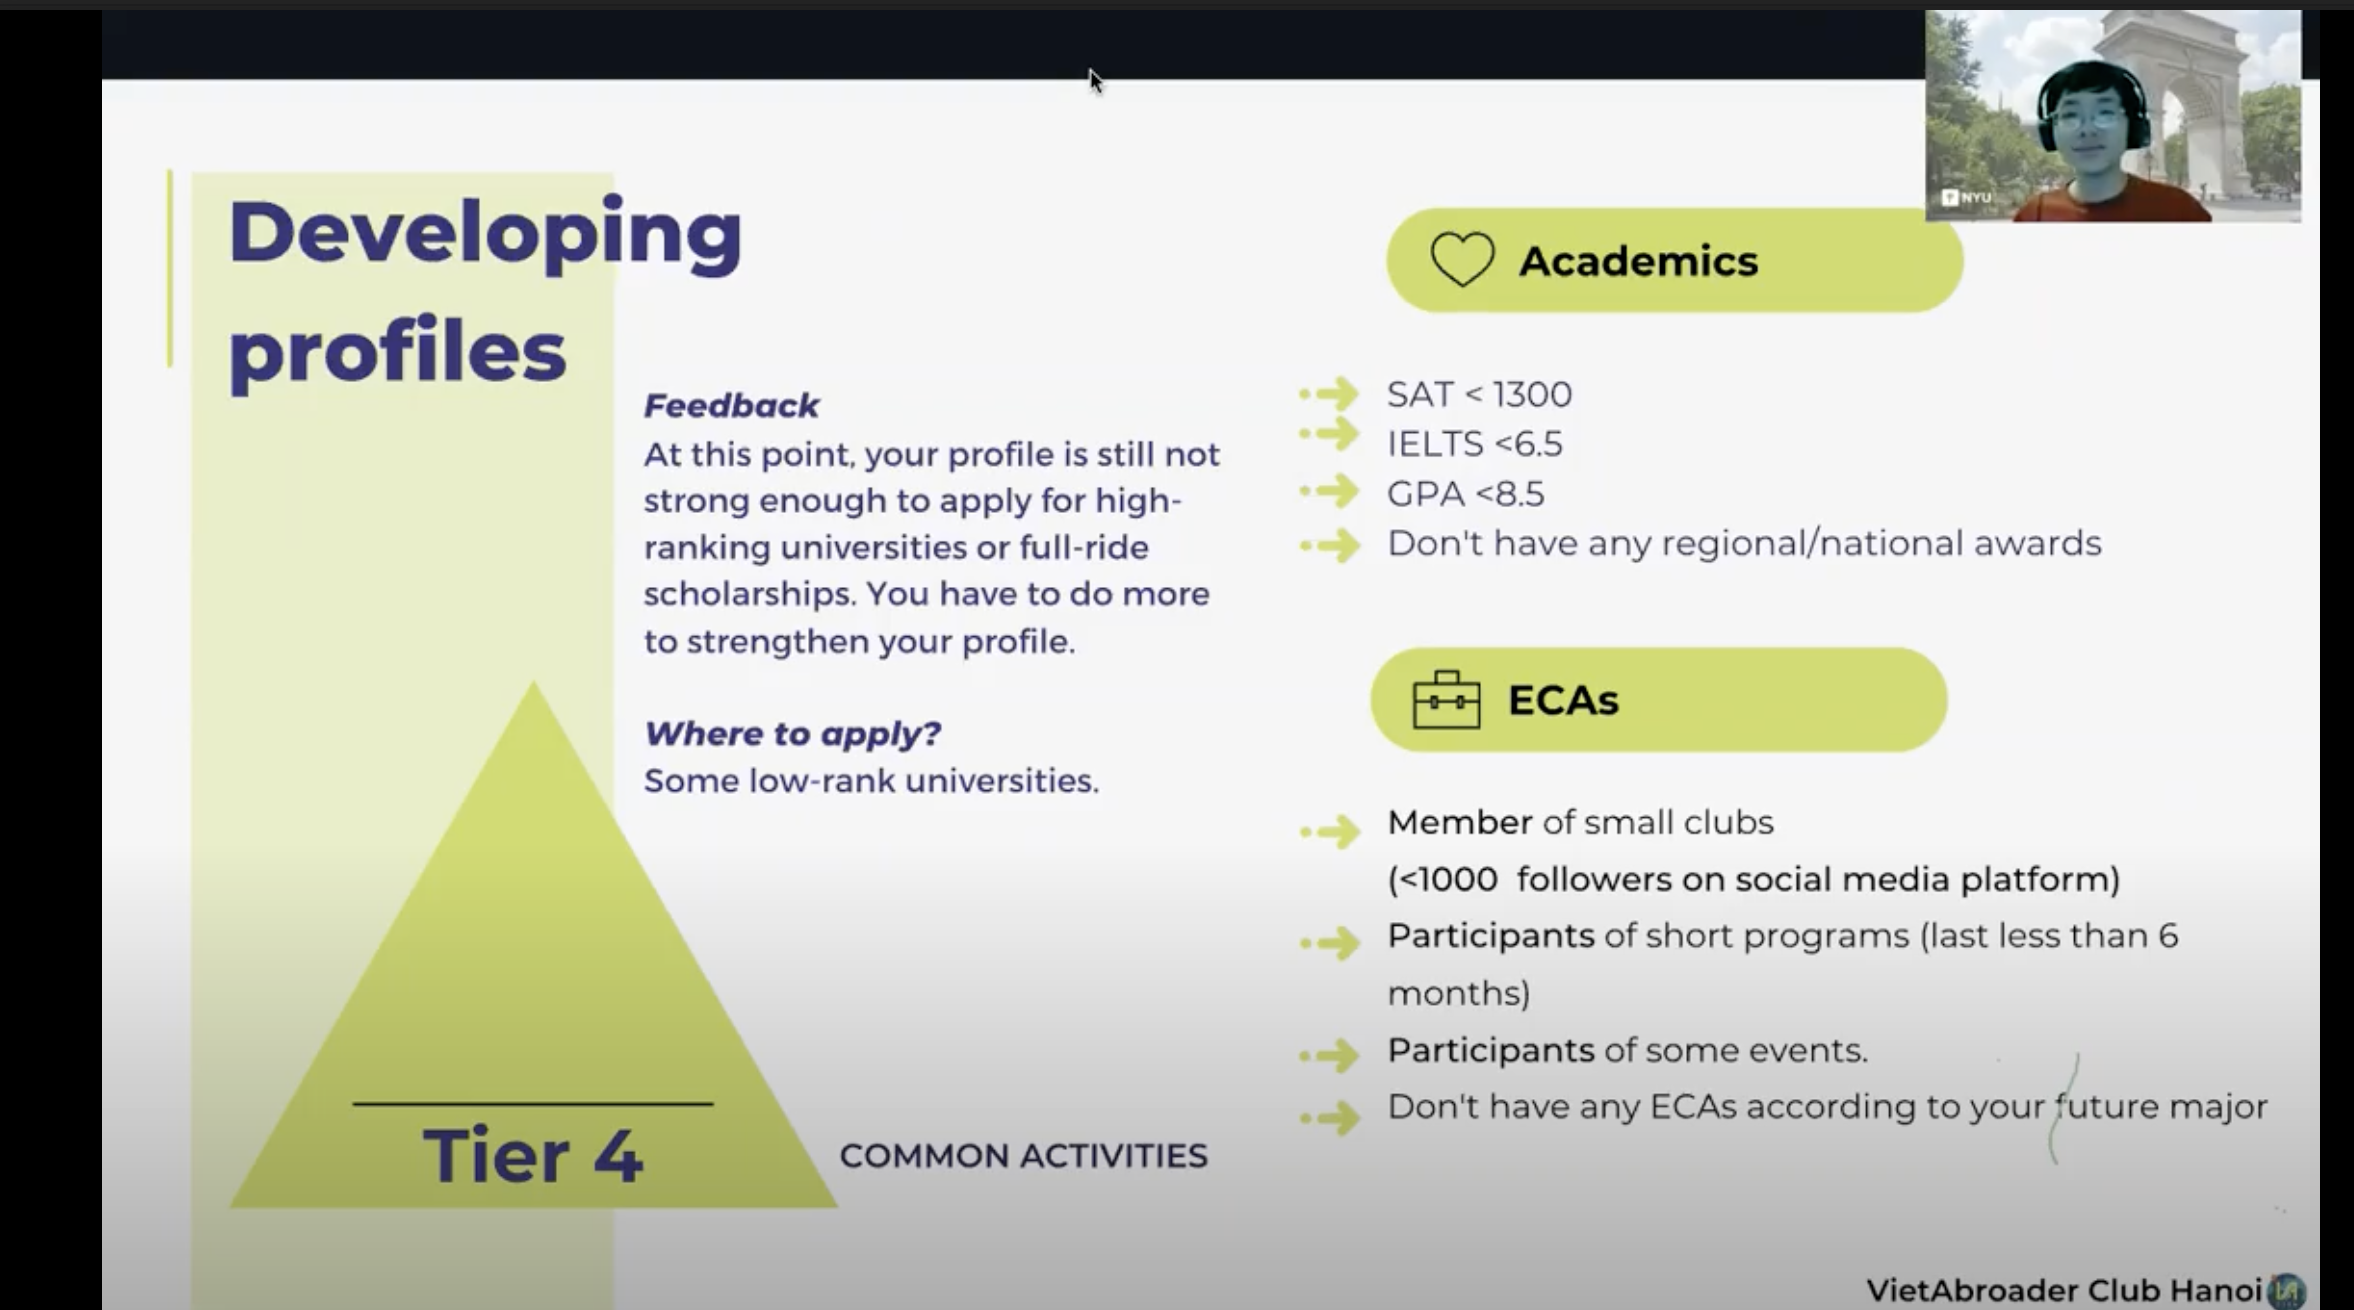 Developing
profiles
Feedback
At this point, your profile is still not
strong enough to apply for high-
ranking universities or full-ride
scholarships. You have to do more
to strengthen your profile.
Where to apply?
Some low-rank universities.
Tier 4
COMMON ACTIVITIES
NYU
Academics
SAT < 1300
IELTS <6.5
GPA <8.5
Don't have any regional/national awards
ECAs
Member of small clubs
(<1000 followers on social media platform)
Participants of short programs (last less than 6
months)
Participants of some events.
Don't have any ECAs according to your future major
VietAbroader Club Hanoi